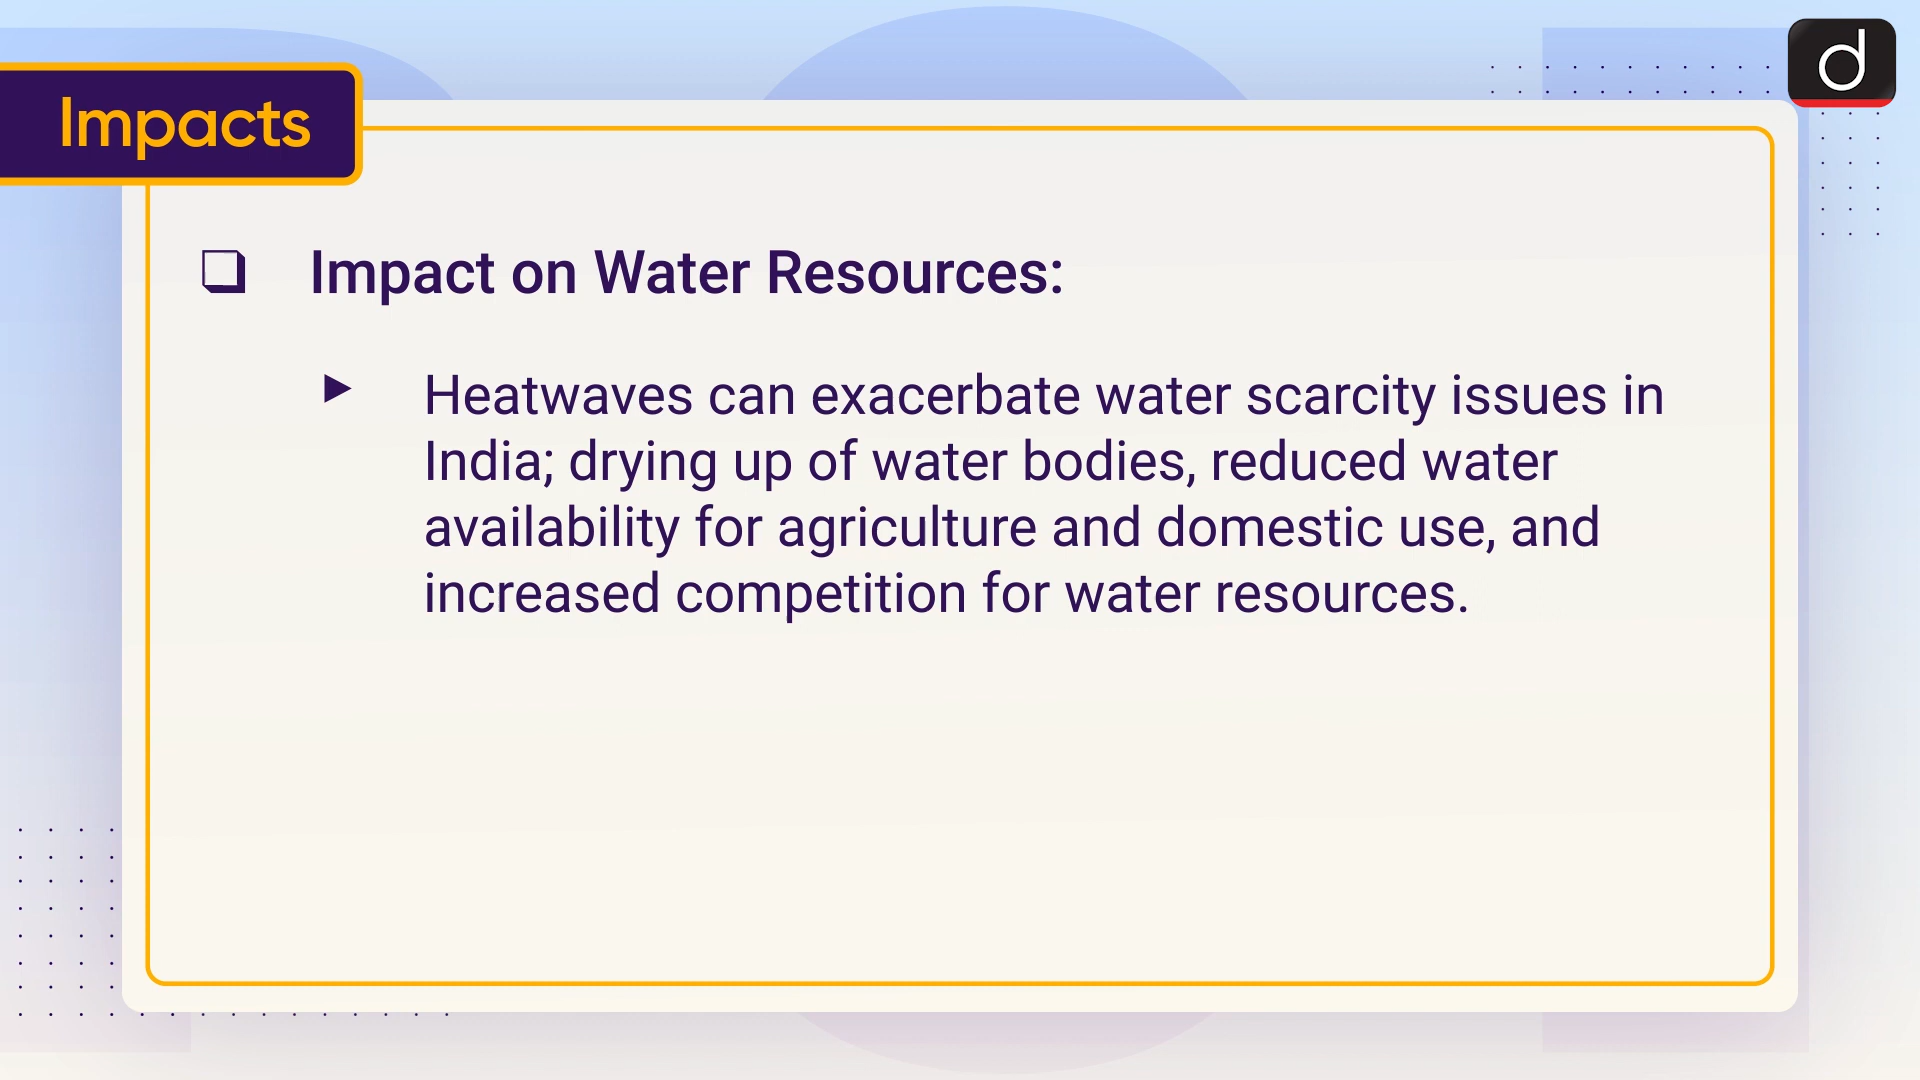 Impacts
d
❑ Impact on Water Resources:
► Heatwaves can exacerbate water scarcity issues in
India; drying up of water bodies, reduced water
availability for agriculture and domestic use, and
increased competition for water resources.